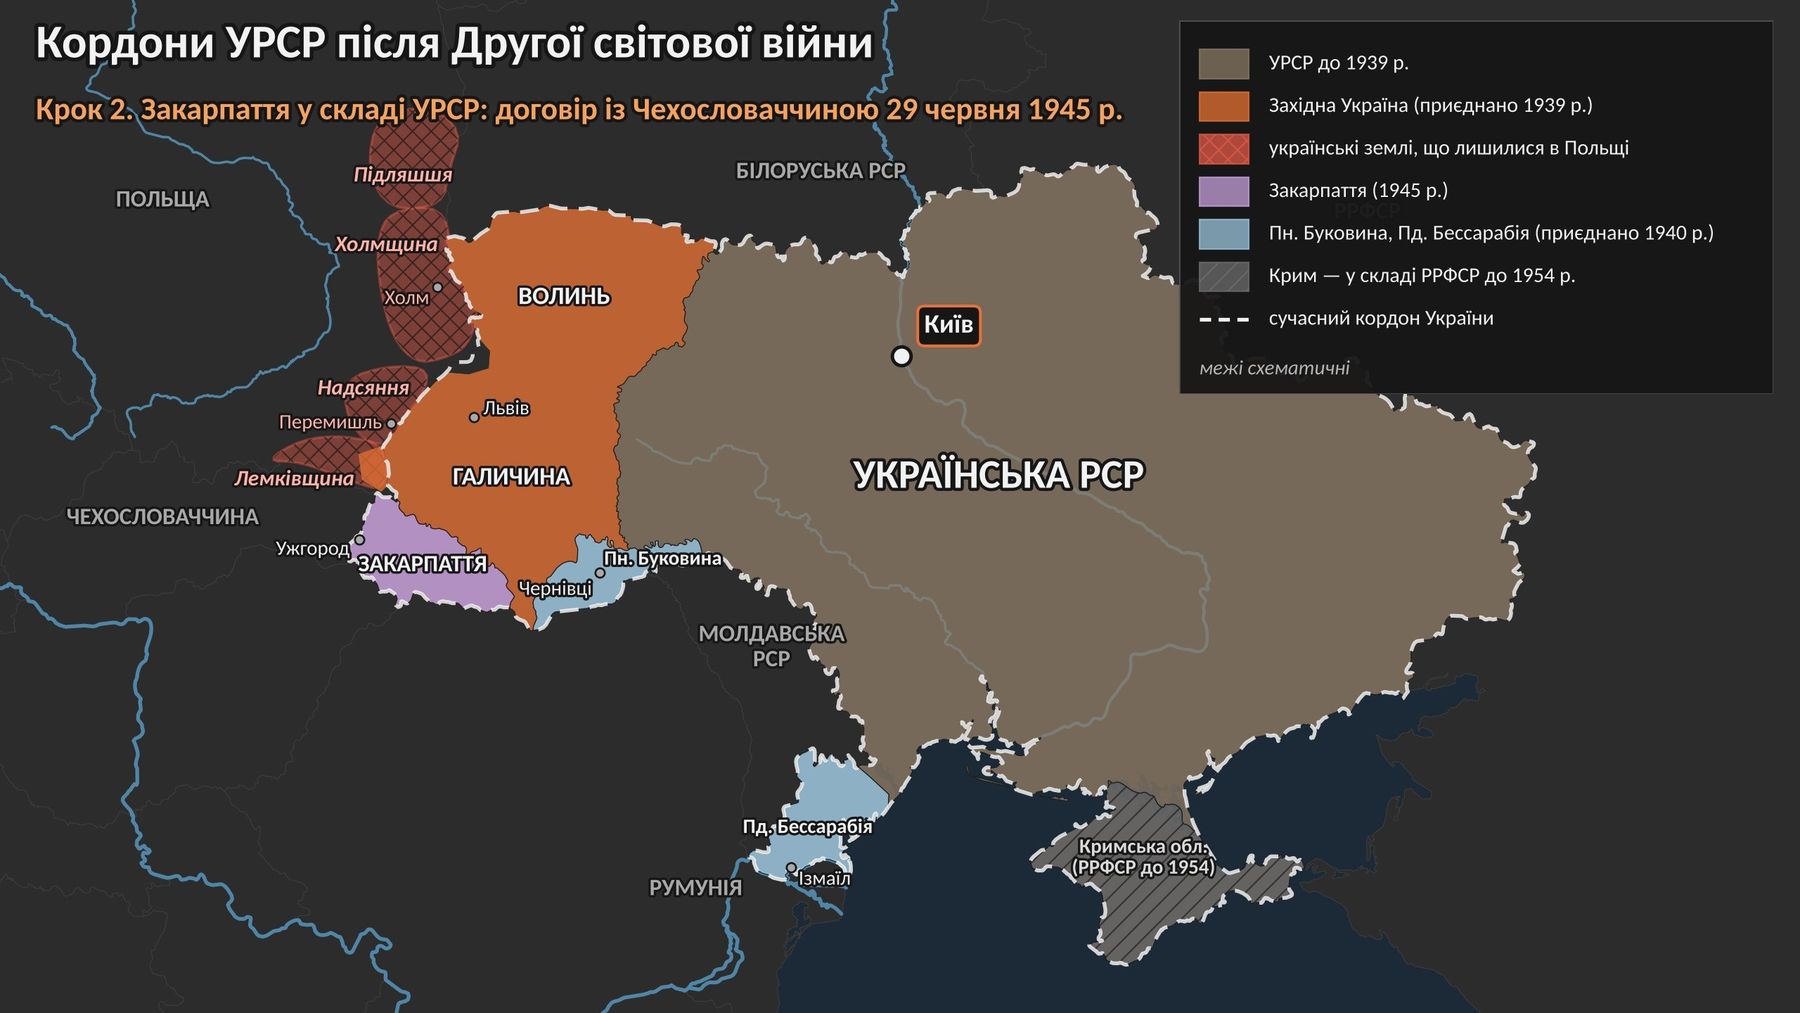 Кордони УРСР після Другої світової війни
Крок 2. Закарпаття у складі УРСР: договір із Чехословаччиною 29 червня 1945 р.
УРСР до 1939 р.
Західна Україна (приєднано 1939 р.)
українські землі, що лишилися в Польщі
Закарпаття (1945 р.)
РРФСР
Пн. Буковина, Пд. Бессарабія (приєднано 1940 р.)
Крим — у складі РРФСР до 1954 р.
сучасний кордон України
межі схематичні
БІЛОРУСЬКА РСР
Підляшшя
ПОЛЬЩА
Холмщина
Холм
ВОЛИНЬ
Київ
Надсяння
Львів
Перемишль
Лемківщина
ГАЛИЧИНА
УКРАЇНСЬКА РСР
ЧЕХОСЛОВАЧЧИНА
Ужгород
ЗАКАРПАТТЯ
Пн. Буковина
Чернівці
МОЛДАВСЬКА
РСР
Пд. Бессарабія
Ізмаїл
РУМУНІЯ
Кримська обл.
(РРФСР до 1954)